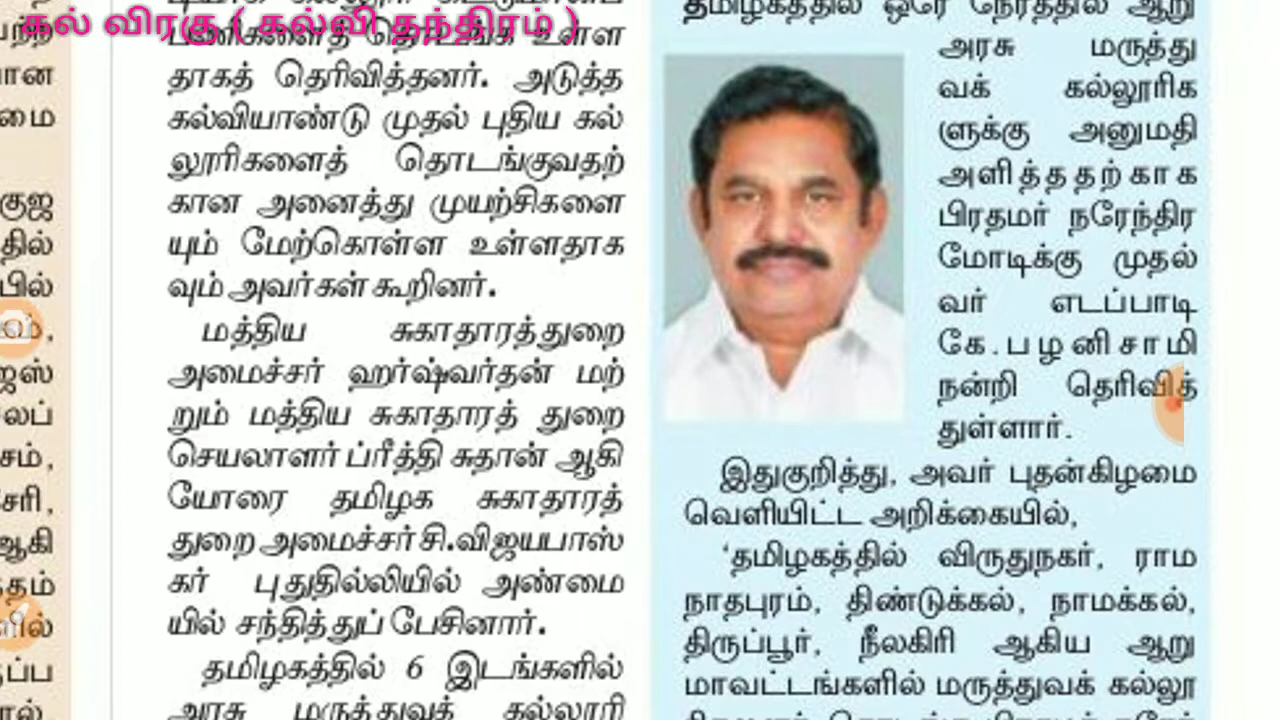 கல் விரகு ( கல்வி தந்திரம் )
தாகத் தெரிவித்தனர். அடுத்த
கல்வியாண்டு முதல் புதிய கல்
லூரிகளைத் தொடங்குவதற்
கான அனைத்து முயற்சிகளை
யும் மேற்கொள்ள உள்ளதாக
வும் அவர்கள் கூறினர்.
மத்திய சுகாதாரத்துறை
அமைச்சர் ஹர்ஷ்வர்தன் மற்
றும் மத்திய சுகாதாரத் துறை
செயலாளர் ப்ரீத்தி சுதான் ஆகி
யோரை தமிழக சுகாதாரத்
துறை அமைச்சர் சி.விஜயபாஸ்
கர் புதுதில்லியில் அண்மை
யில் சந்தித்துப் பேசினார்.
தமிழகத்தில் 6 இடங்களில்
அரசு மருத்துவக் கல்லூரி
தமிழகத்தில் ஒரே நேரத்தில் ஆறு
அரசு மருத்து
வக் கல்லூரிக
ளுக்கு அனுமதி
அளித்ததற்காக
பிரதமர் நரேந்திர
மோடிக்கு முதல்
வர் எடப்பாடி
கே.பழனிசாமி
நன்றி தெரிவித்
துள்ளார்.
இதுகுறித்து, அவர் புதன்கிழமை
வெளியிட்ட அறிக்கையில்,
‘தமிழகத்தில் விருதுநகர், ராம
நாதபுரம், திண்டுக்கல், நாமக்கல்,
திருப்பூர், நீலகிரி ஆகிய ஆறு
மாவட்டங்களில் மருத்துவக் கல்லூ